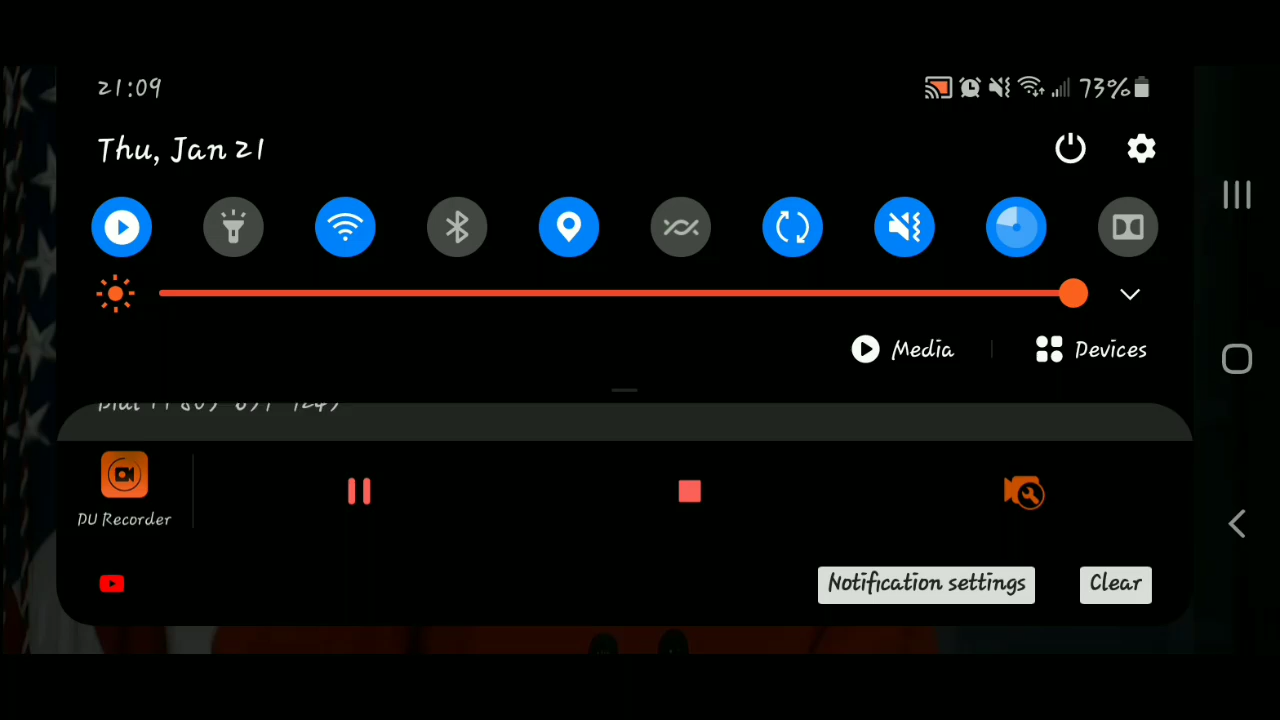 21:09
73%
Thu, Jan 21
Media
Devices
DU Recorder
Notification settings
Clear